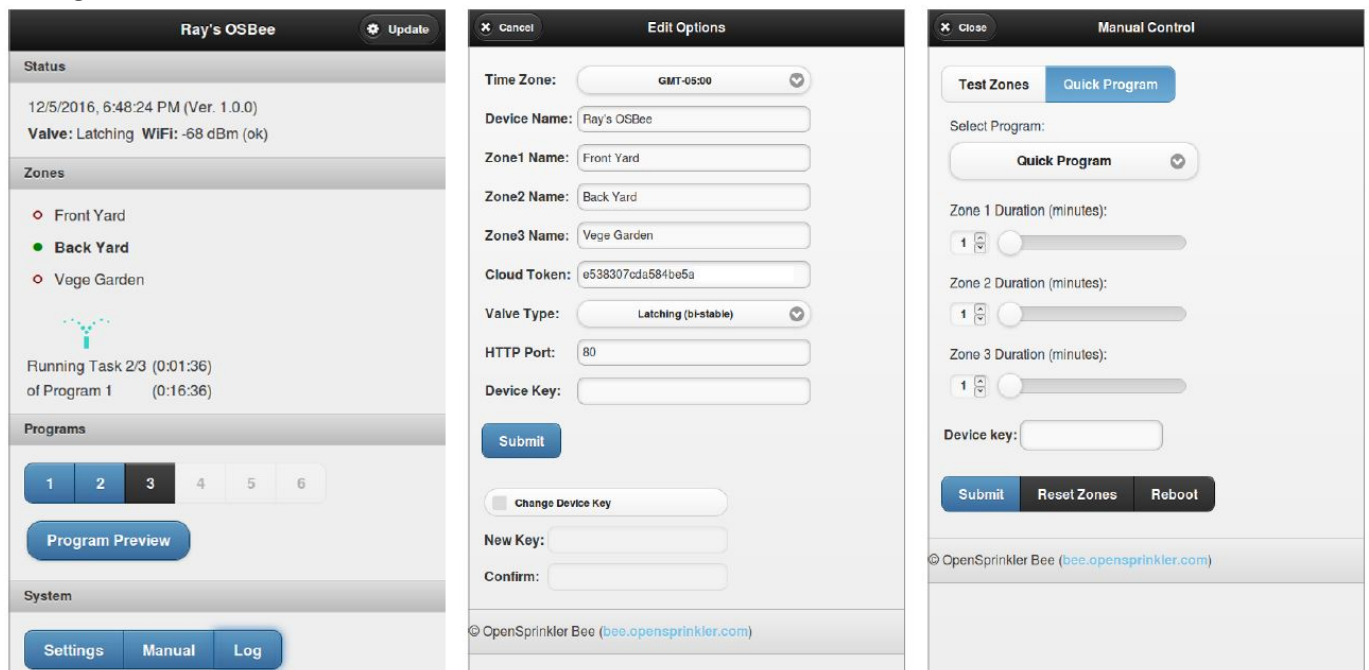 Ray's OSBee
Update
Status
12/5/2016, 6:48:24 PM (Ver. 1.0.0)
Valve: Latching WiFi: -68 dBm (ok)
Zones
Front Yard
Back Yard
Vege Garden
Running Task 2/3 (0:01:36)
of Program 1 (0:16:36)
Programs
1 2 3 4 5 6
Program Preview
System
Settings Manual Log
Cancel
Edit Options
Time Zone: GMT-05:00
Device Name: Ray's OSBee
Zone1 Name: Front Yard
Zone2 Name: Back Yard
Zone3 Name: Vege Garden
Cloud Token: e538307cda584be5a
Valve Type: Latching (bi-stable)
HTTP Port: 80
Device Key:
Submit
Change Device Key
New Key:
Confirm:
© OpenSprinkler Bee (bee.opensprinkler.com)
Close
Manual Control
Test Zones Quick Program
Select Program:
Quick Program
Zone 1 Duration (minutes):
1
Zone 2 Duration (minutes):
1
Zone 3 Duration (minutes):
1
Device key:
Submit Reset Zones Reboot
© OpenSprinkler Bee (bee.opensprinkler.com)